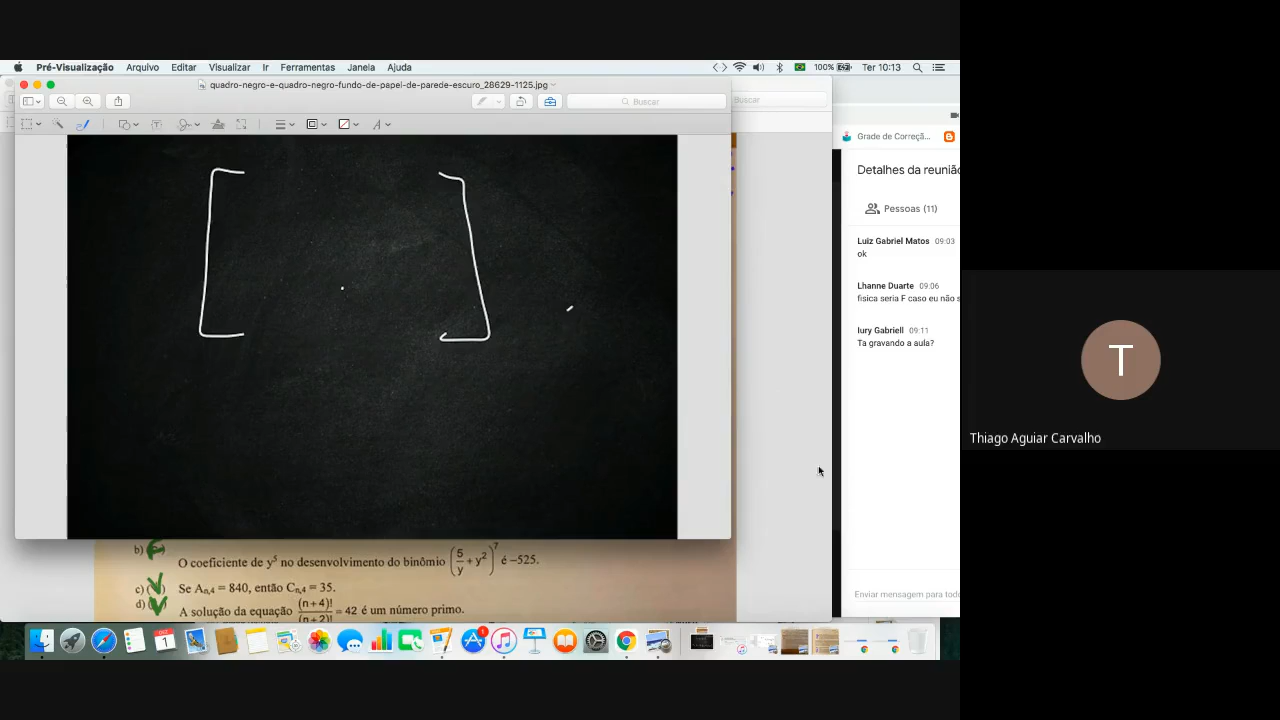 Pré-Visualização Arquivo Editar Visualizar Ir Ferramentas Janela Ajuda 100% Ter 10:13
quadro-negro-e-quadro-negro-fundo-de-papel-de-parede-escuro_28629-1125.jpg
Buscar
Buscar
Grade de Correçã...
Detalhes da reunião
Pessoas (11)
Luiz Gabriel Matos 09:03
ok
Lhanne Duarte 09:06
fisica seria F caso eu não s
Iury Gabriell 09:11
Ta gravando a aula?
T
Thiago Aguiar Carvalho
b) (F)
O coeficiente de y⁵ no desenvolvimento do binômio (5/y + y²)⁷ é –525.
c) (V) Se Aₙ,₄ = 840, então Cₙ,₄ = 35.
d) (V) A solução da equação (n+4)!/(n+2)! = 42 é um número primo.
Enviar mensagem para todo